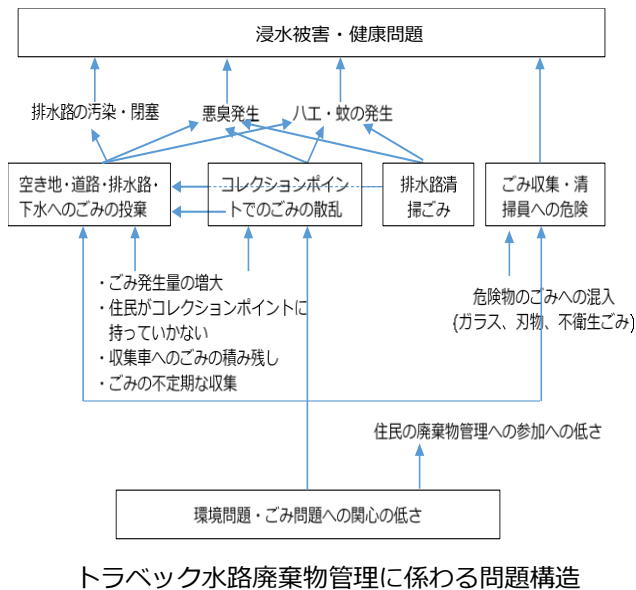 浸水被害・健康問題
排水路の汚染・閉塞
悪臭発生
ハエ・蚊の発生
空き地・道路・排水路・
下水へのごみの投棄
コレクションポイン
トでのごみの散乱
排水路清
掃ごみ
ごみ収集・清
掃員への危険
・ごみ発生量の増大
・住民がコレクションポイントに
持っていかない
・収集車へのごみの積み残し
・ごみの不定期な収集
危険物のごみへの混入
(ガラス、刃物、不衛生ごみ)
住民の廃棄物管理への参加への低さ
環境問題・ごみ問題への関心の低さ
トラベック水路廃棄物管理に係わる問題構造